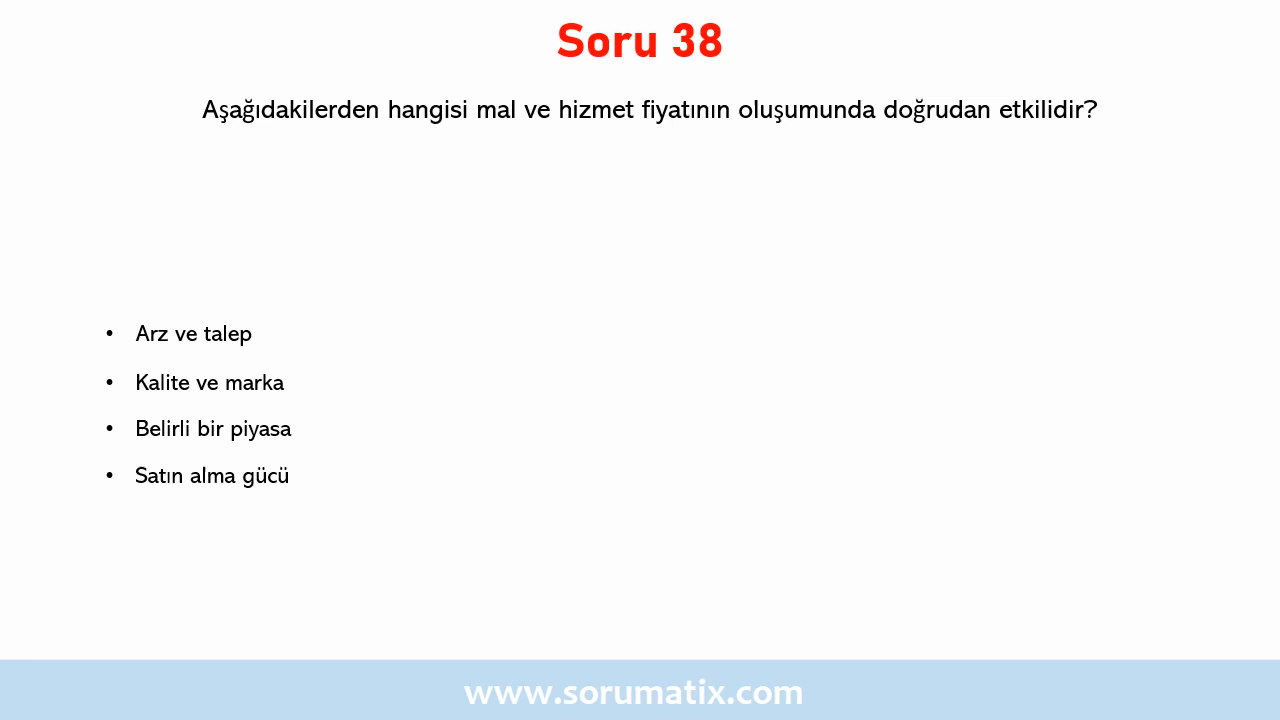 Soru 38
Aşağıdakilerden hangisi mal ve hizmet fiyatının oluşumunda doğrudan etkilidir?
• Arz ve talep
• Kalite ve marka
• Belirli bir piyasa
• Satın alma gücü
www.sorumatix.com